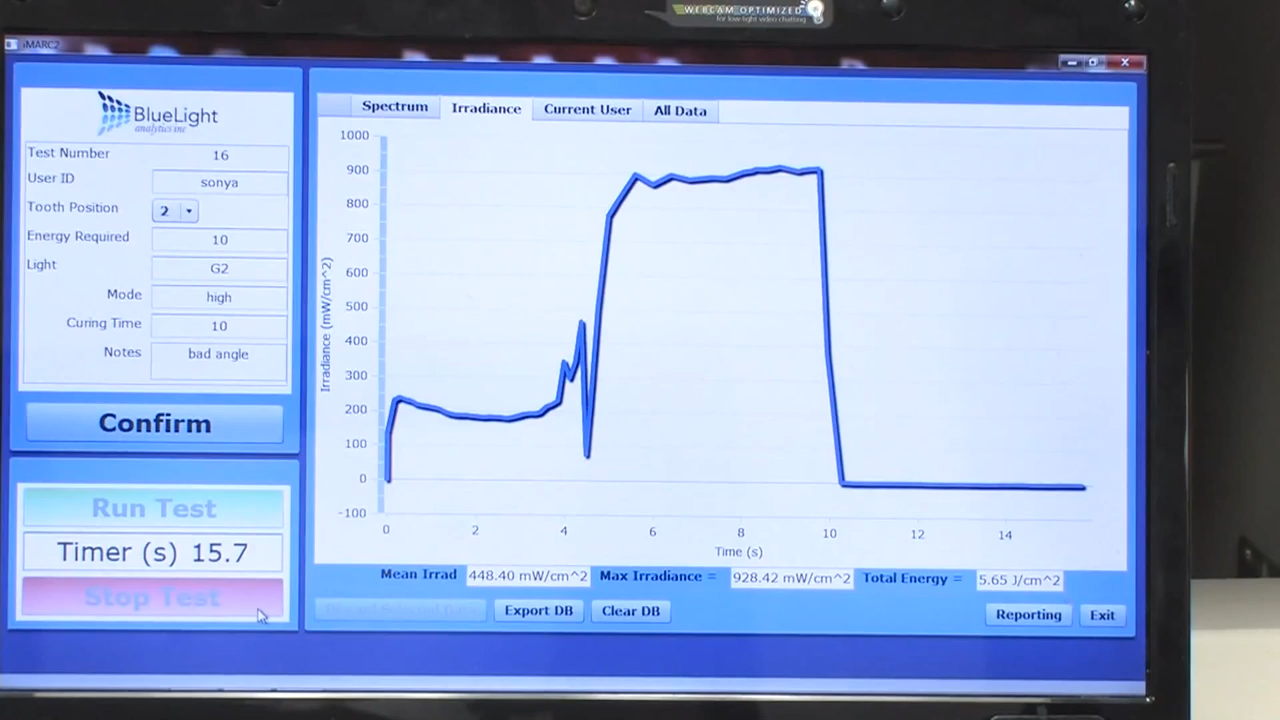 WEBCAM OPTIMIZED
for low-light video chatting
iMARC2
BlueLight
analytics inc
Test Number 16
User ID sonya
Tooth Position 2
Energy Required 10
Light G2
Mode high
Curing Time 10
Notes bad angle
Confirm
Run Test
Timer (s) 15.7
Stop Test
Spectrum Irradiance Current User All Data
1000
900
800
700
600
500
400
300
200
100
0
-100
Irradiance (mW/cm^2)
0 2 4 6 8 10 12 14
Time (s)
Mean Irrad 448.40 mW/cm^2 Max Irradiance = 928.42 mW/cm^2 Total Energy = 5.65 J/cm^2
Export DB Clear DB Reporting Exit